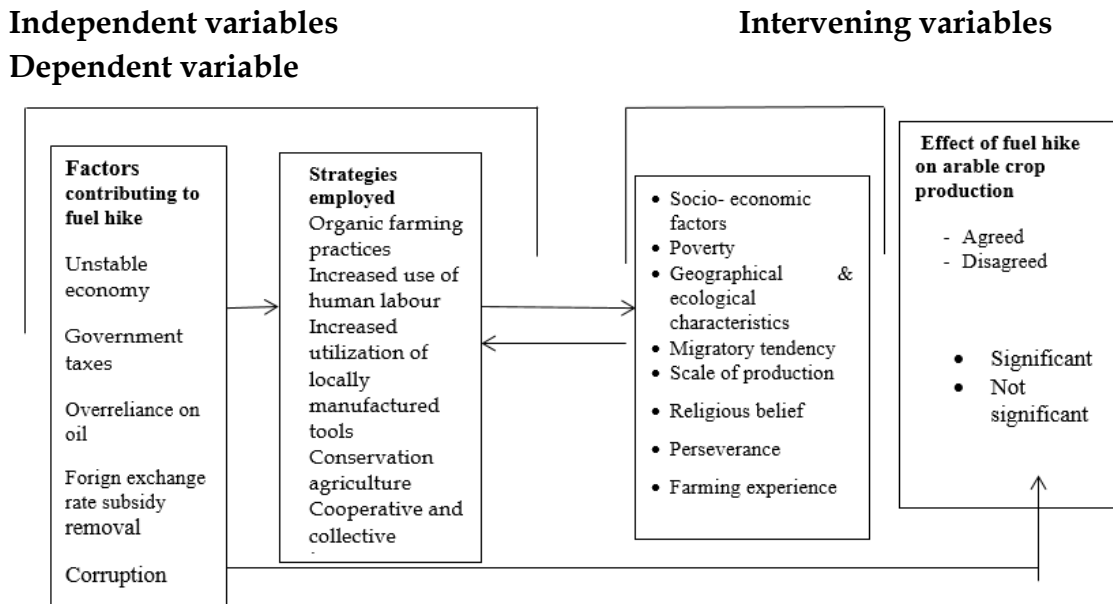 Independent variables Intervening variables
Dependent variable
Factors
contributing to
fuel hike
Unstable
economy
Government
taxes
Overreliance on
oil
Forign exchange
rate subsidy
removal
Corruption
Strategies
employed
Organic farming
practices
Increased use of
human labour
Increased
utilization of
locally
manufactured
tools
Conservation
agriculture
Cooperative and
collective
• Socio- economic
factors
• Poverty
• Geographical &
ecological
characteristics
• Migratory tendency
• Scale of production
• Religious belief
• Perseverance
• Farming experience
Effect of fuel hike
on arable crop
production
- Agreed
- Disagreed
• Significant
• Not
significant